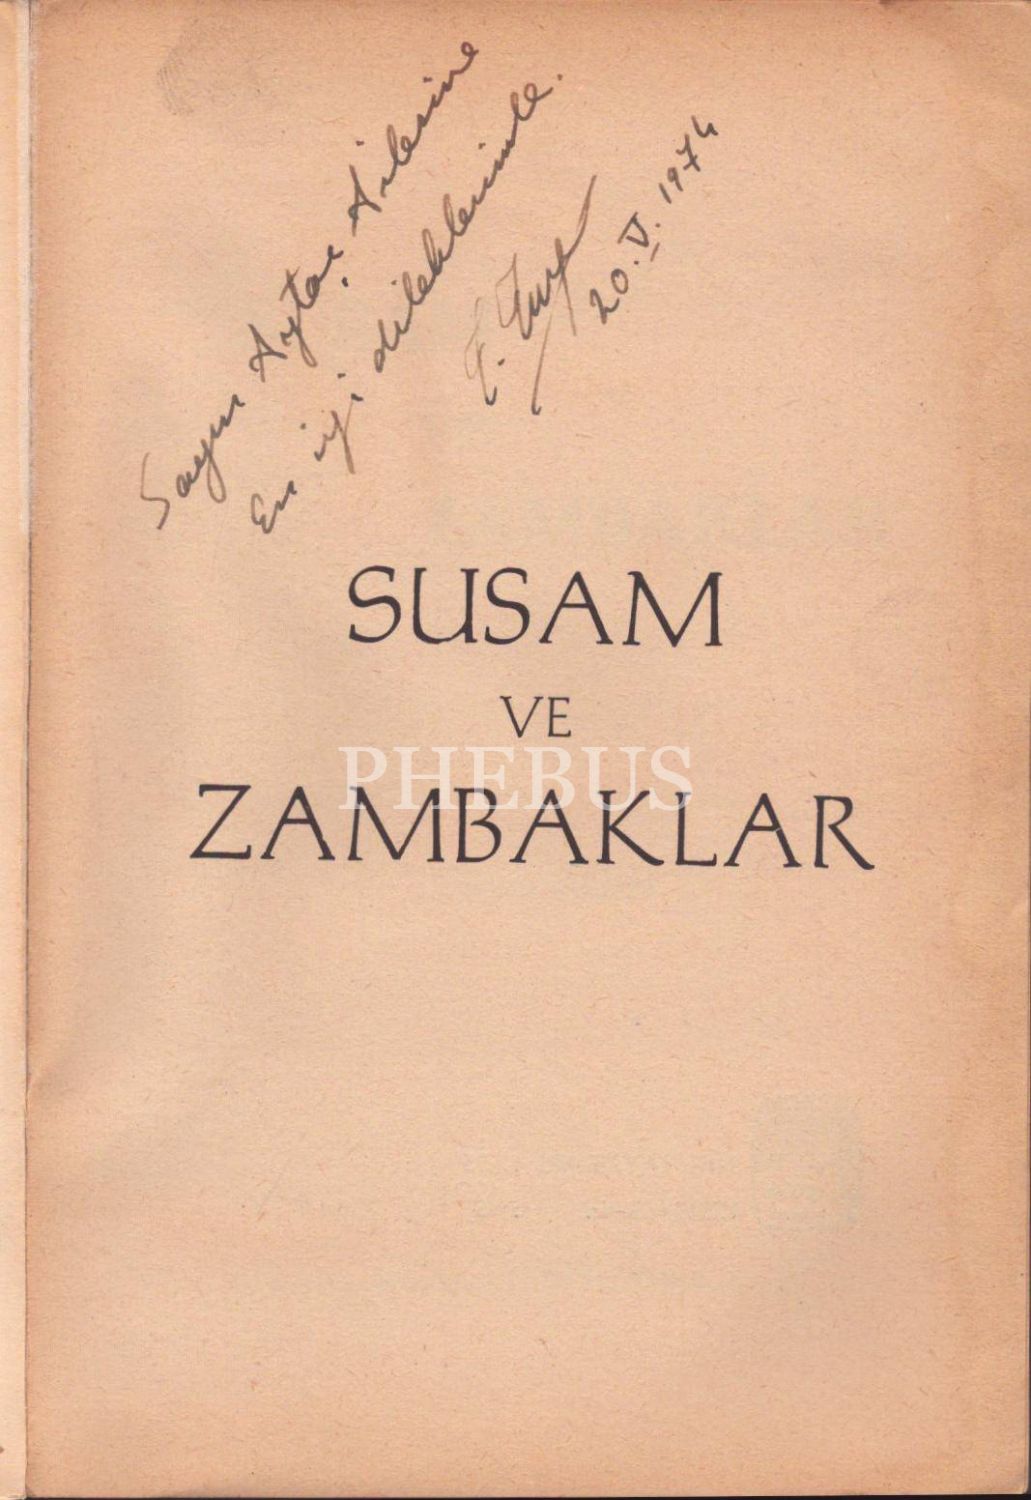 Sayın Aytaç Ailesine
En iyi dileklerimle.
20.V.1974
SUSAM
VE
PHEBUS
ZAMBAKLAR